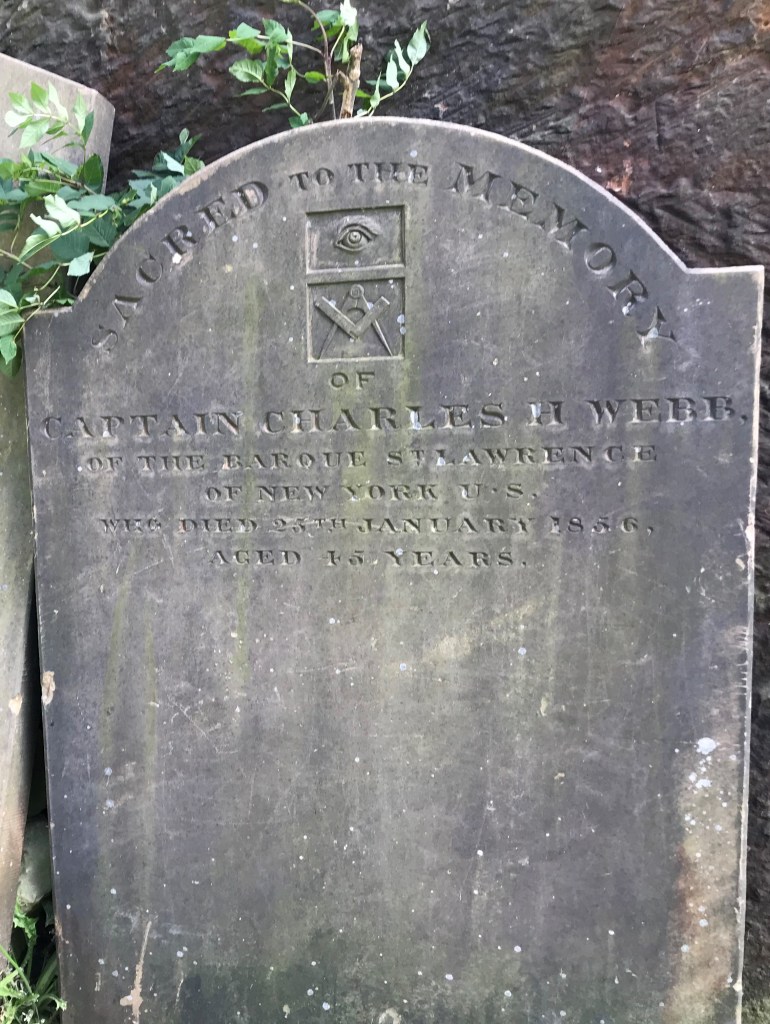 SACRED TO THE MEMORY
OF
CAPTAIN CHARLES H WEBB,
OF THE BARQUE ST LAWRENCE
OF NEW YORK U.S.
WHO DIED 25TH JANUARY 1856,
AGED 45 YEARS.